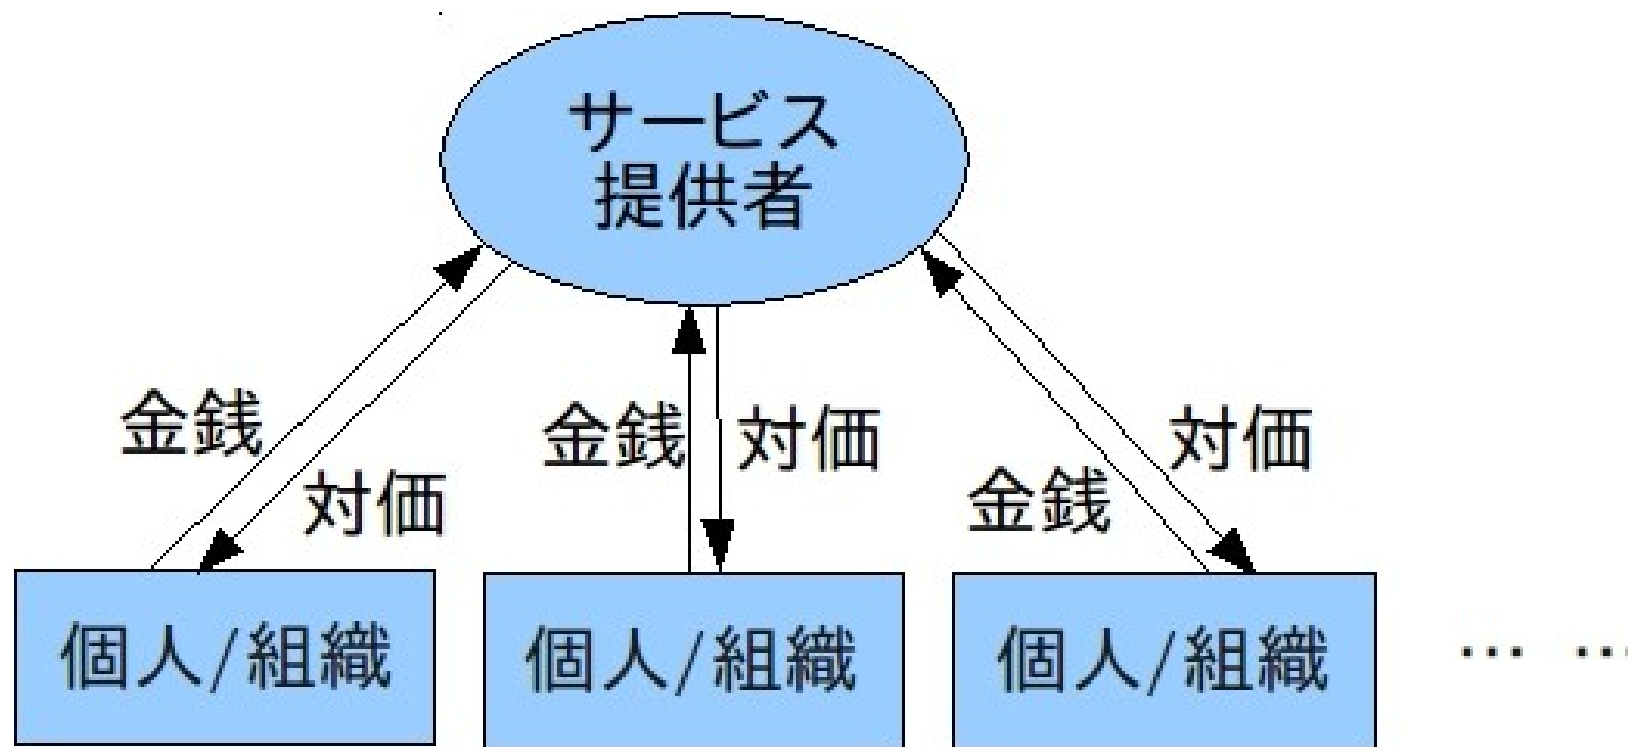 サービス
提供者
金銭
対価
金銭
対価
金銭
対価
個人/組織
個人/組織
個人/組織
… …